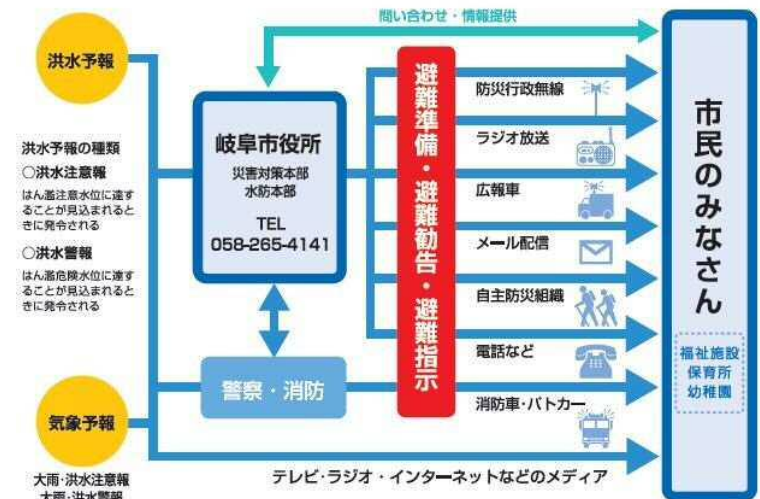 問い合わせ・情報提供
洪水予報
洪水予報の種類
○洪水注意報
はん濫注意水位に達す
ることが見込まれると
きに発令される
○洪水警報
はん濫危険水位に達す
ることが見込まれると
きに発令される
気象予報
大雨・洪水注意報
大雨・洪水警報
岐阜市役所
災害対策本部
水防本部
TEL
058-265-4141
警察・消防
避難準備・避難勧告・避難指示
防災行政無線
ラジオ放送
広報車
メール配信
自主防災組織
電話など
消防車・パトカー
テレビ・ラジオ・インターネットなどのメディア
市民のみなさん
福祉施設
保育所
幼稚園